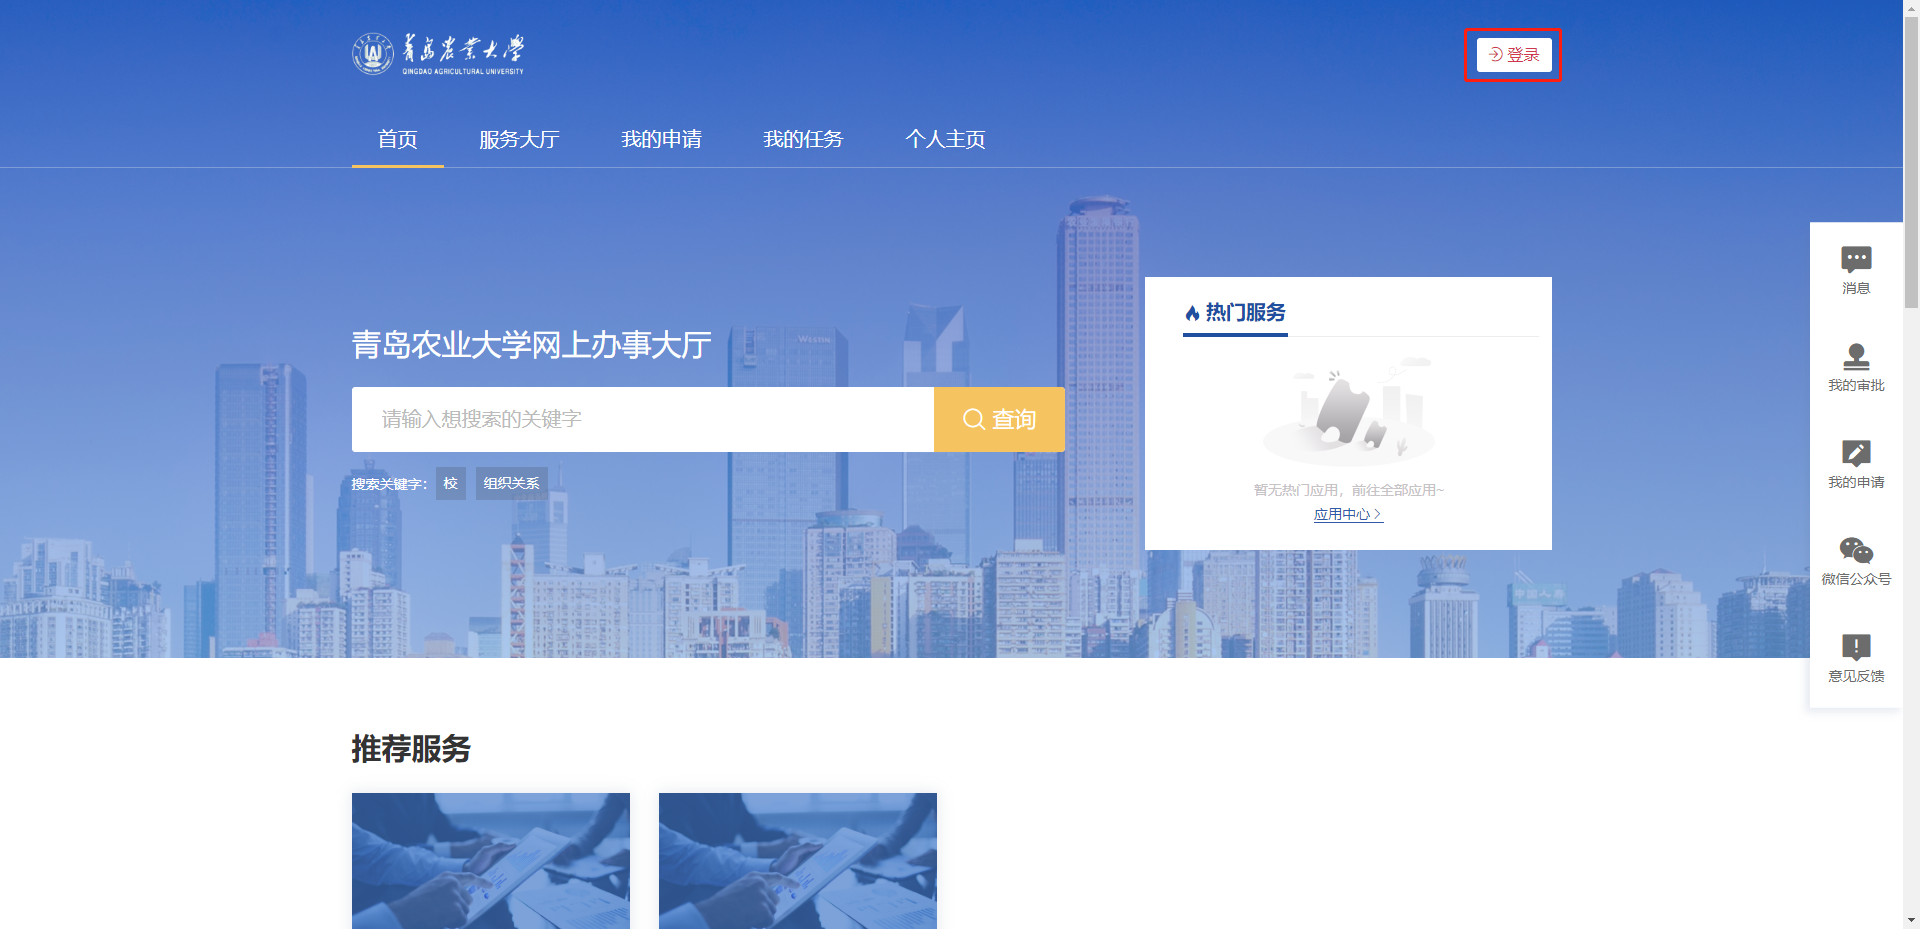 青岛农业大学
QINGDAO AGRICULTURAL UNIVERSITY
登录
首页
服务大厅
我的申请
我的任务
个人主页
青岛农业大学网上办事大厅
请输入想搜索的关键字
查询
搜索关键字：
校
组织关系
热门服务
暂无热门应用，前往全部应用~
应用中心 >
消息
我的审批
我的申请
微信公众号
意见反馈
WESTIN
中国人寿
推荐服务